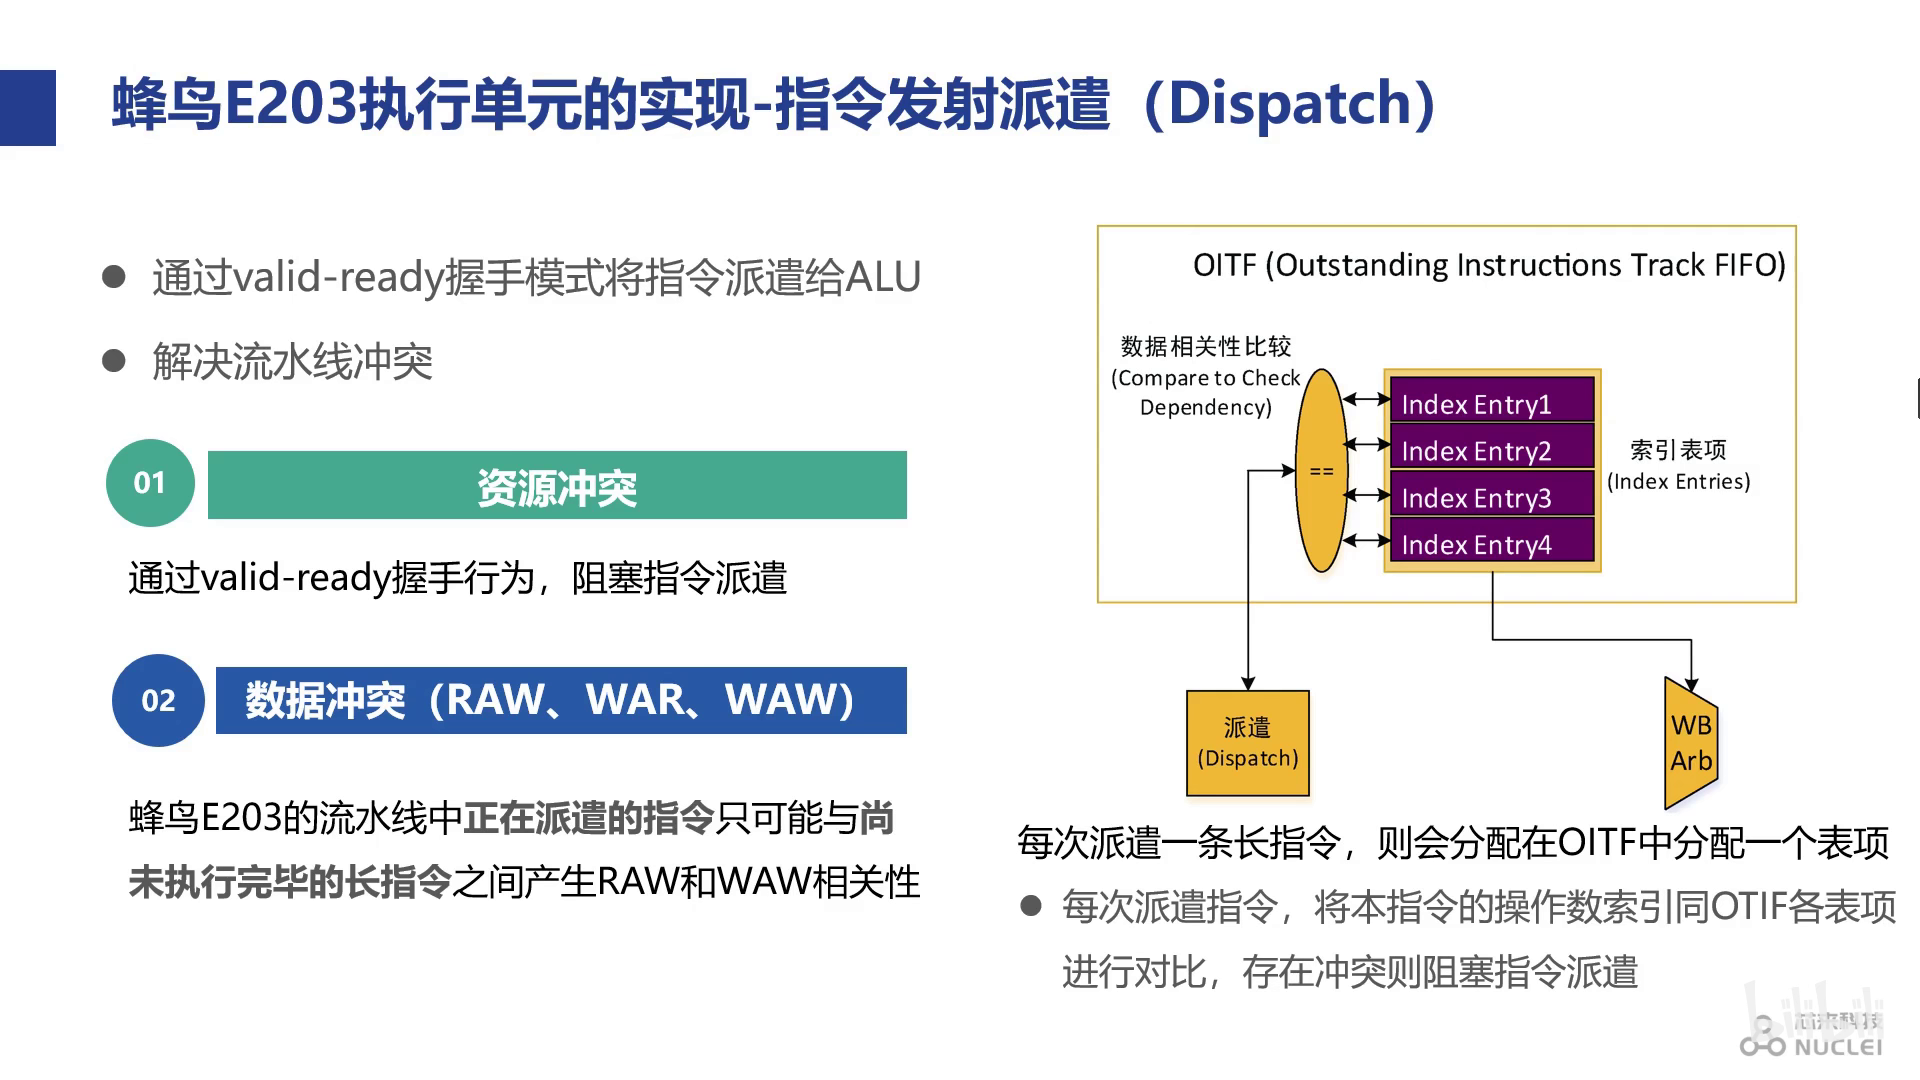 蜂鸟E203执行单元的实现-指令发射派遣（Dispatch）
通过valid-ready握手模式将指令派遣给ALU
解决流水线冲突
01
资源冲突
通过valid-ready握手行为，阻塞指令派遣
02
数据冲突（RAW、WAR、WAW）
蜂鸟E203的流水线中正在派遣的指令只可能与尚
未执行完毕的长指令之间产生RAW和WAW相关性
OITF (Outstanding Instructions Track FIFO)
数据相关性比较
(Compare to Check
Dependency)
==
Index Entry1
Index Entry2
Index Entry3
Index Entry4
索引表项
(Index Entries)
派遣
(Dispatch)
WB
Arb
每次派遣一条长指令，则会分配在OITF中分配一个表项
每次派遣指令，将本指令的操作数索引同OTIF各表项
进行对比，存在冲突则阻塞指令派遣
bilibili
芯来科技
NUCLEI